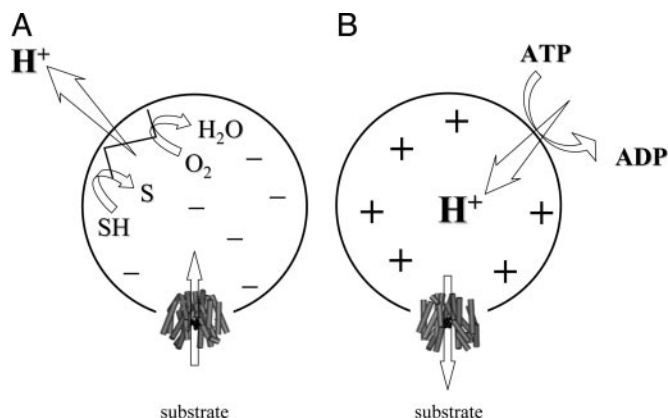 A
B
H⁺
ATP
H₂O
O₂
ADP
S
SH
H⁺
substrate
substrate